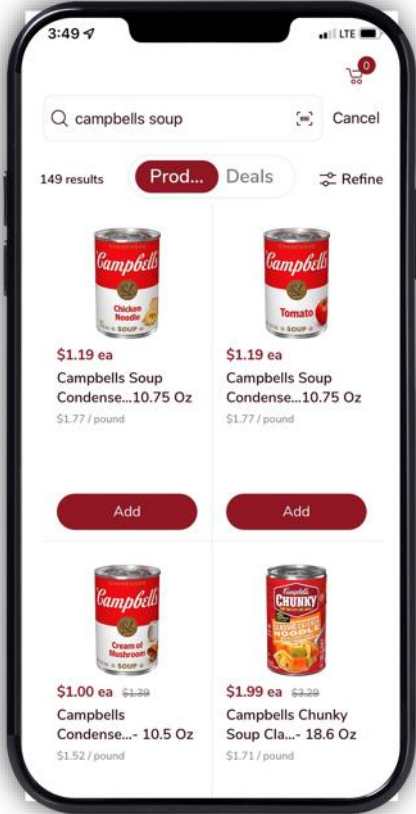 3:49
LTE
0
campbells soup
Cancel
149 results
Prod...
Deals
Refine
Campbell's
Chicken
Noodle
SOUP
Campbell's
Tomato
SOUP
$1.19 ea
$1.19 ea
Campbells Soup
Condense...10.75 Oz
Campbells Soup
Condense...10.75 Oz
$1.77 / pound
$1.77 / pound
Add
Add
Campbell's
Cream of
Mushroom
SOUP
Campbell's
CHUNKY
CLASSIC CHICKEN
NOODLE
$1.00 ea $1.39
$1.99 ea $3.29
Campbells
Condense...- 10.5 Oz
Campbells Chunky
Soup Cla...- 18.6 Oz
$1.52 / pound
$1.71 / pound